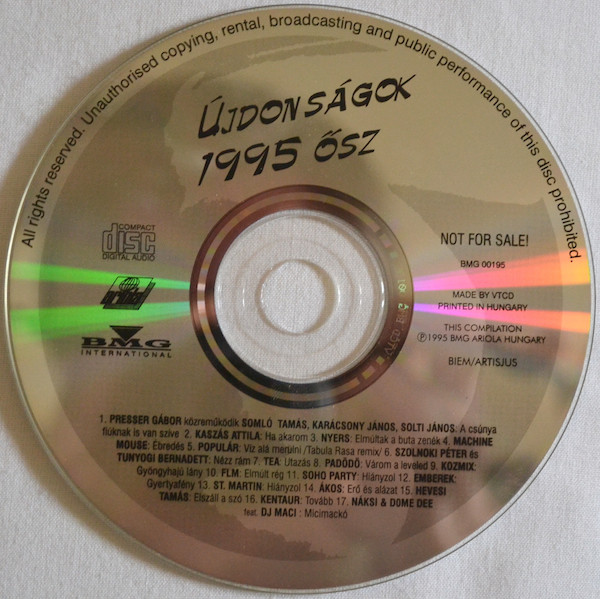 All rights reserved. Unauthorised copying, rental, broadcasting and public performance of this disc prohibited.
ÚJDONSÁGOK
1995 ŐSZ
COMPACT
disc
DIGITAL AUDIO
BMG
INTERNATIONAL
NOT FOR SALE!
BMG 00195
MADE BY VTCD
PRINTED IN HUNGARY
THIS COMPILATION
Ⓟ1995 BMG ARIOLA HUNGARY
BIEM/ARTISJUS
1. PRESSER GÁBOR közreműködik SOMLÓ TAMÁS, KARÁCSONY JÁNOS, SOLTI JÁNOS. A csúnya
fiúknak is van szíve 2. KASZÁS ATTILA: Ha akarom 3. NYERS: Elmúltak a buta zenék 4. MACHINE
MOUSE: Ébredés 5. POPULÁR: Víz alá merülni /Tabula Rasa remix/ 6. SZOLNOKI PÉTER és
TUNYOGI BERNADETT: Nézz rám 7. TEA: Utazás 8. PADÖDŐ: Várom a leveled 9. KOZMIX:
Gyöngyhajú lány 10. FLM: Elmúlt rég 11. SOHO PARTY: Hiányzol 12. EMBEREK:
Gyertyafény 13. ST. MARTIN: Hiányzol 14. ÁKOS: Erő és alázat 15. HEVESI
TAMÁS: Elszáll a szó 16. KENTAUR: Tovább 17. NÁKSI & DOME DEE
feat. DJ MACI : Micimackó